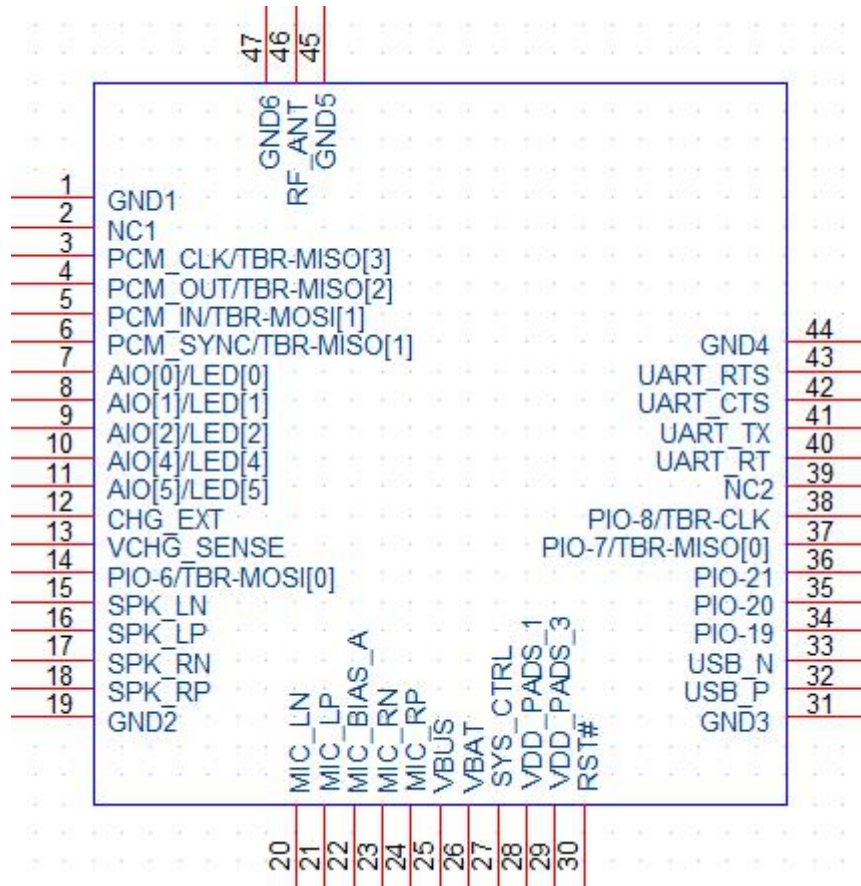 47 46 45
GND6
RF_ANT
GND5
1 GND1
2 NC1
3 PCM_CLK/TBR-MISO[3]
4 PCM_OUT/TBR-MISO[2]
5 PCM_IN/TBR-MOSI[1]
6 PCM_SYNC/TBR-MISO[1]
7 AIO[0]/LED[0]
8 AIO[1]/LED[1]
9 AIO[2]/LED[2]
10 AIO[4]/LED[4]
11 AIO[5]/LED[5]
12 CHG_EXT
13 VCHG_SENSE
14 PIO-6/TBR-MOSI[0]
15 SPK_LN
16 SPK_LP
17 SPK_RN
18 SPK_RP
19 GND2
GND4 44
UART_RTS 43
UART_CTS 42
UART_TX 41
UART_RT 40
NC2 39
PIO-8/TBR-CLK 38
PIO-7/TBR-MISO[0] 37
PIO-21 36
PIO-20 35
PIO-19 34
USB_N 33
USB_P 32
GND3 31
MIC_LN
MIC_LP
MIC_BIAS_A
MIC_RN
MIC_RP
VBUS
VBAT
SYS_CTRL
VDD_PADS_1
VDD_PADS_3
RST#
20 21 22 23 24 25 26 27 28 29 30